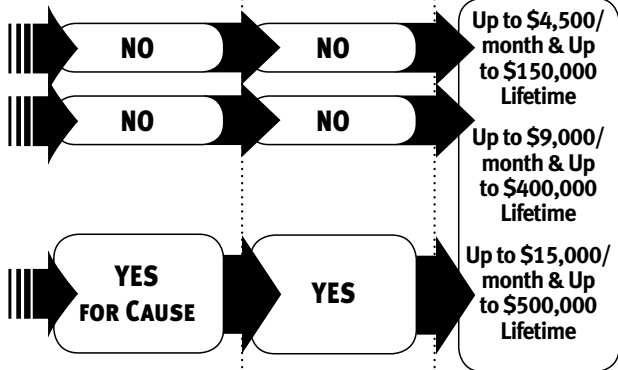 NO
NO
Up to $4,500/
month & Up
to $150,000
Lifetime
NO
NO
Up to $9,000/
month & Up
to $400,000
Lifetime
YES
FOR CAUSE
YES
Up to $15,000/
month & Up
to $500,000
Lifetime